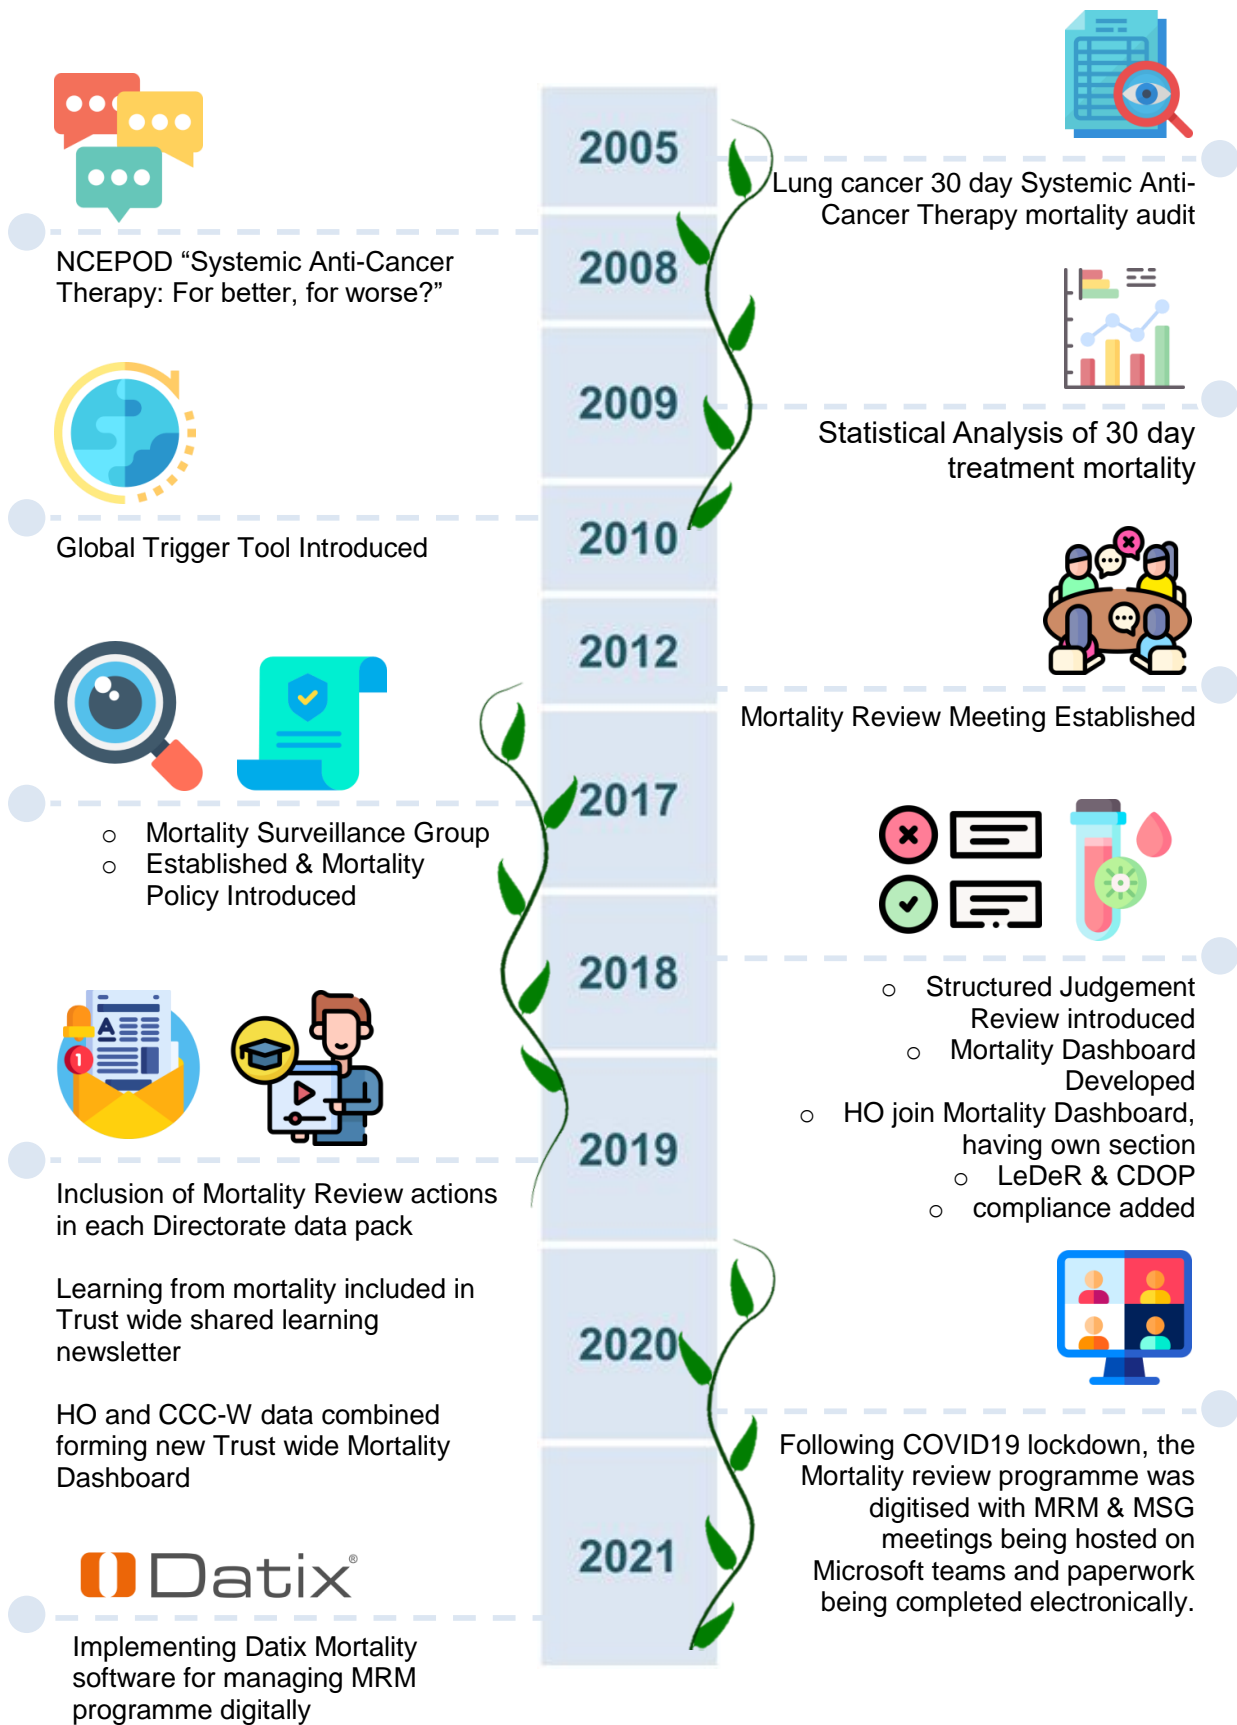 2005
Lung cancer 30 day Systemic Anti-
Cancer Therapy mortality audit
2008
NCEPOD “Systemic Anti-Cancer
Therapy: For better, for worse?”
2009
Statistical Analysis of 30 day
treatment mortality
2010
Global Trigger Tool Introduced
2012
Mortality Review Meeting Established
2017
o Mortality Surveillance Group
o Established & Mortality
Policy Introduced
2018
o Structured Judgement
Review introduced
o Mortality Dashboard
Developed
o HO join Mortality Dashboard,
having own section
o LeDeR & CDOP
o compliance added
A
1
2019
Inclusion of Mortality Review actions
in each Directorate data pack
Learning from mortality included in
Trust wide shared learning
newsletter
HO and CCC-W data combined
forming new Trust wide Mortality
Dashboard
2020
Following COVID19 lockdown, the
Mortality review programme was
digitised with MRM & MSG
meetings being hosted on
Microsoft teams and paperwork
being completed electronically.
2021
Datix®
Implementing Datix Mortality
software for managing MRM
programme digitally